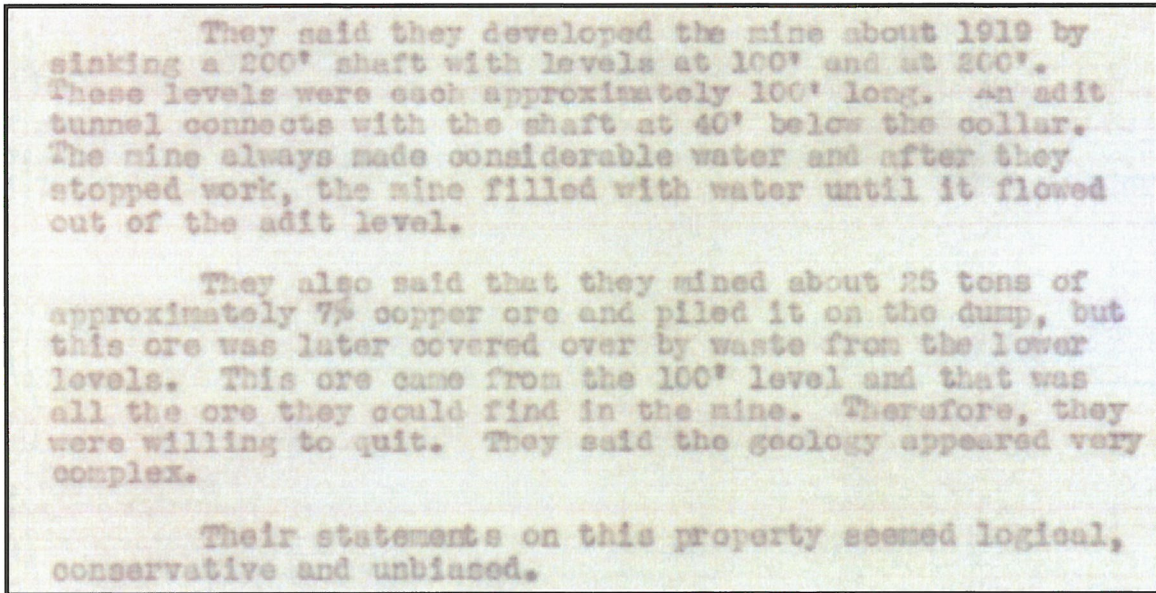 They said they developed the mine about 1919 by
sinking a 200' shaft with levels at 100' and at 200'.
These levels were each approximately 100' long. An adit
tunnel connects with the shaft at 40' below the collar.
The mine always made considerable water and after they
stopped work, the mine filled with water until it flowed
out of the adit level.
They also said that they mined about 25 tons of
approximately 7% copper ore and piled it on the dump, but
this ore was later covered over by waste from the lower
levels. This ore came from the 100' level and that was
all the ore they could find in the mine. Therefore, they
were willing to quit. They said the geology appeared very
complex.
Their statements on this property seemed logical,
conservative and unbiased.